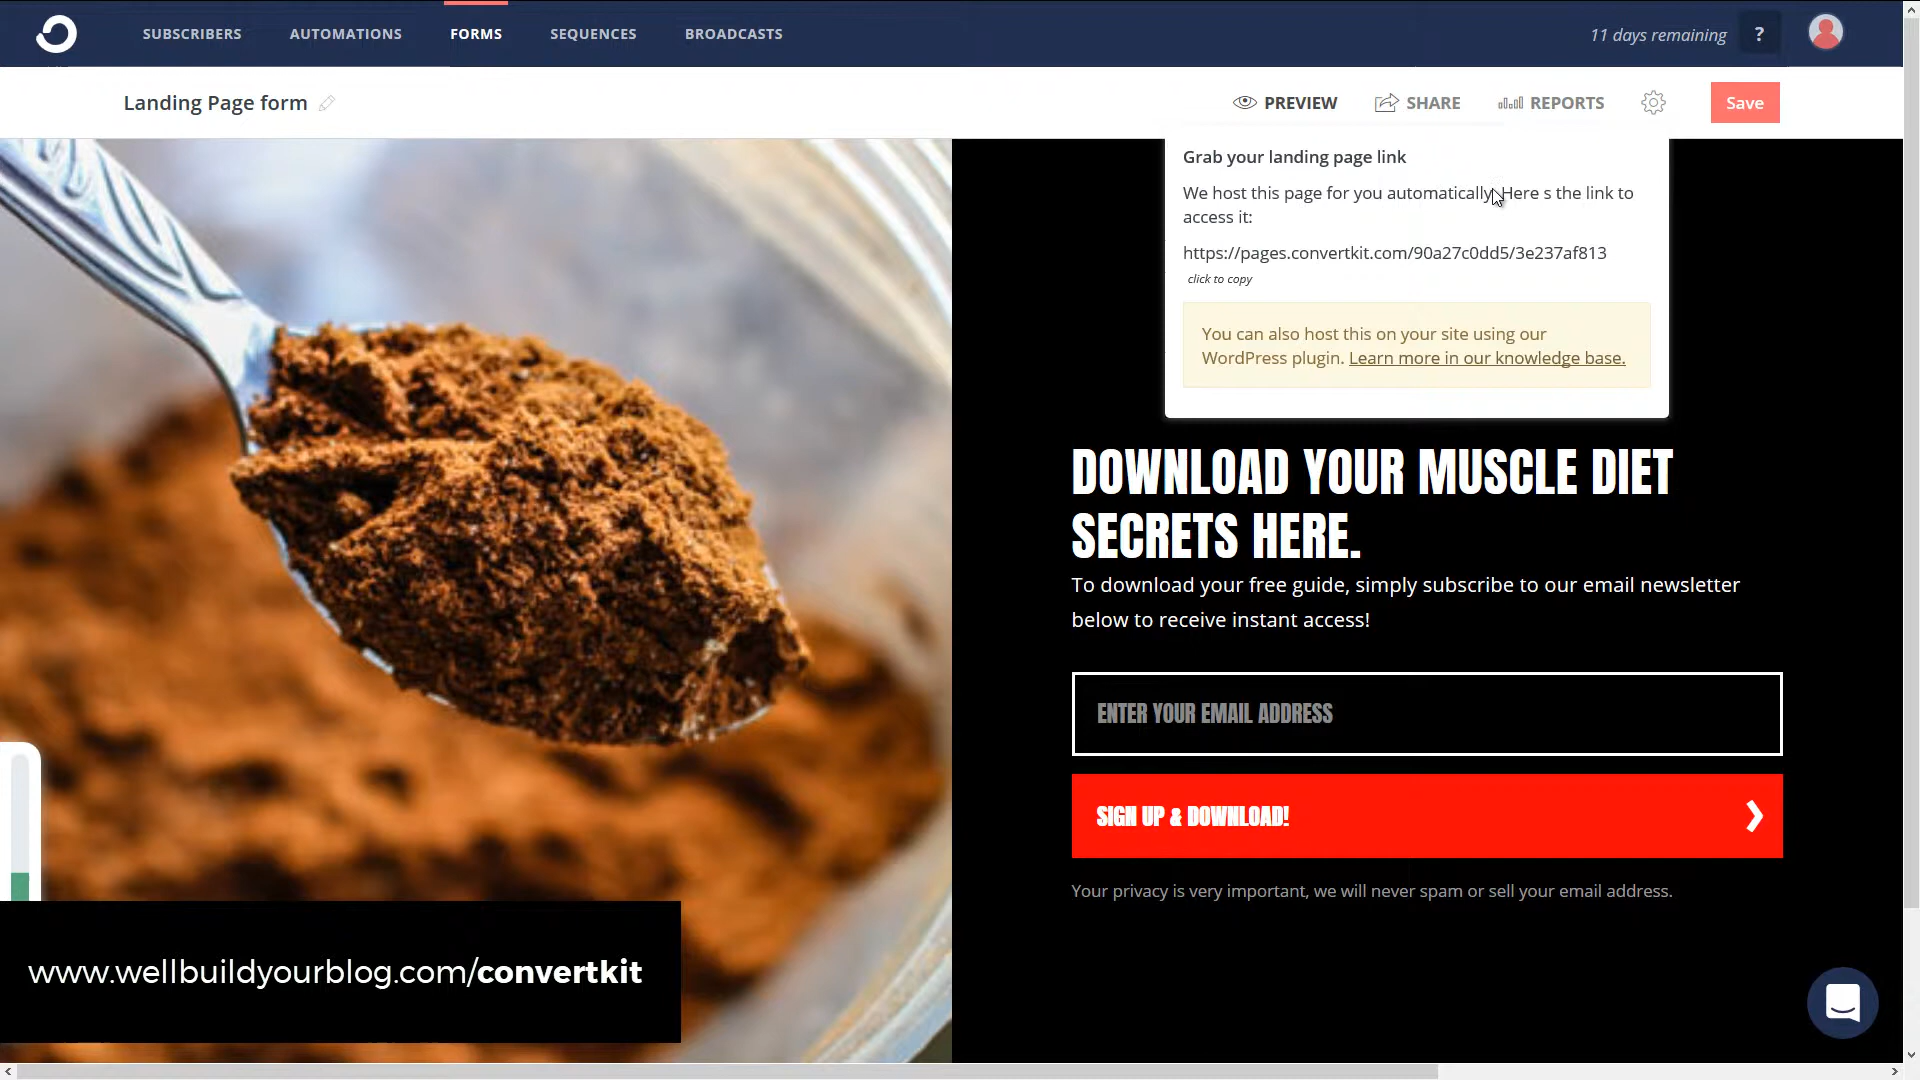 SUBSCRIBERS AUTOMATIONS FORMS SEQUENCES BROADCASTS 11 days remaining ?
Landing Page form PREVIEW SHARE REPORTS Save
Grab your landing page link
We host this page for you automatically. Here s the link to
access it:
https://pages.convertkit.com/90a27c0dd5/3e237af813
click to copy
You can also host this on your site using our
WordPress plugin. Learn more in our knowledge base.
DOWNLOAD YOUR MUSCLE DIET
SECRETS HERE.
To download your free guide, simply subscribe to our email newsletter
below to receive instant access!
ENTER YOUR EMAIL ADDRESS
SIGN UP & DOWNLOAD!
Your privacy is very important, we will never spam or sell your email address.
www.wellbuildyourblog.com/convertkit